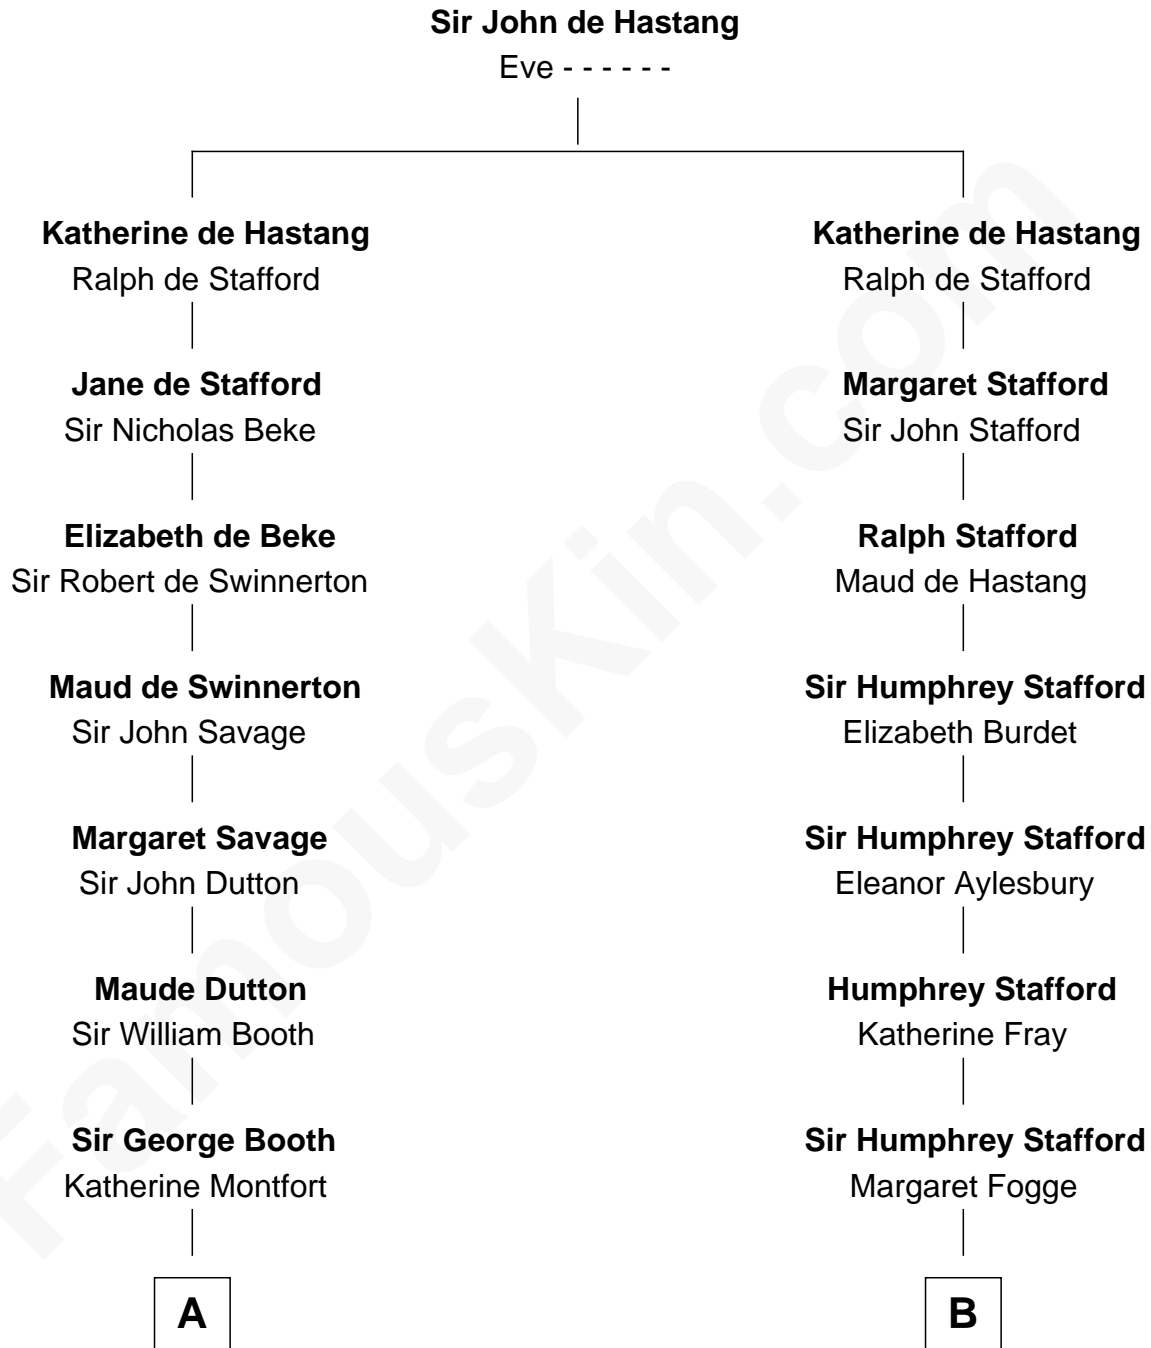 Sir John de Hastang
Eve - - - - - -
Katherine de Hastang
Ralph de Stafford
Jane de Stafford
Sir Nicholas Beke
Elizabeth de Beke
Sir Robert de Swinnerton
Maud de Swinnerton
Sir John Savage
Margaret Savage
Sir John Dutton
Maude Dutton
Sir William Booth
Sir George Booth
Katherine Montfort
A
Katherine de Hastang
Ralph de Stafford
Margaret Stafford
Sir John Stafford
Ralph Stafford
Maud de Hastang
Sir Humphrey Stafford
Elizabeth Burdet
Sir Humphrey Stafford
Eleanor Aylesbury
Humphrey Stafford
Katherine Fray
Sir Humphrey Stafford
Margaret Fogge
B
FamousKin.com